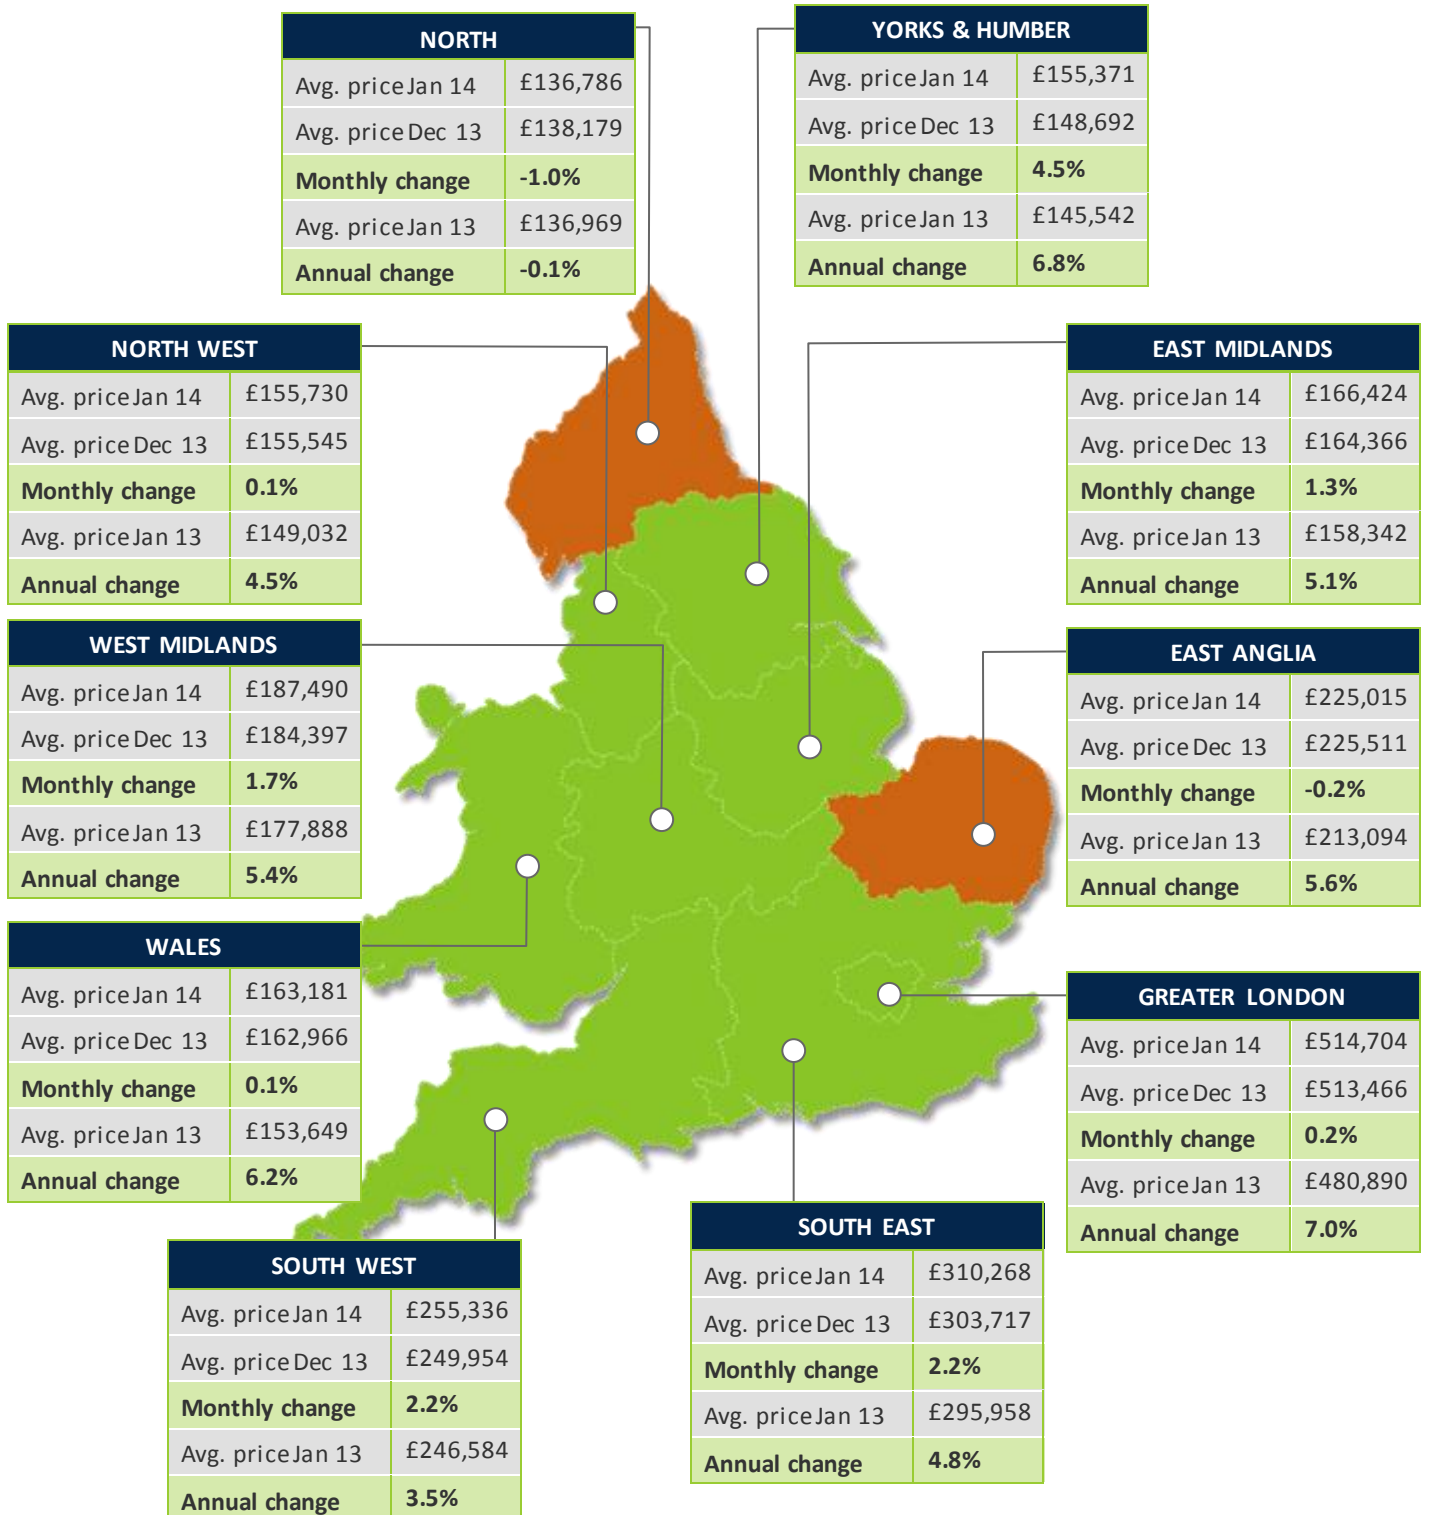 NORTH
Avg. price Jan 14 £136,786
Avg. price Dec 13 £138,179
Monthly change -1.0%
Avg. price Jan 13 £136,969
Annual change -0.1%
YORKS & HUMBER
Avg. price Jan 14 £155,371
Avg. price Dec 13 £148,692
Monthly change 4.5%
Avg. price Jan 13 £145,542
Annual change 6.8%
NORTH WEST
Avg. price Jan 14 £155,730
Avg. price Dec 13 £155,545
Monthly change 0.1%
Avg. price Jan 13 £149,032
Annual change 4.5%
EAST MIDLANDS
Avg. price Jan 14 £166,424
Avg. price Dec 13 £164,366
Monthly change 1.3%
Avg. price Jan 13 £158,342
Annual change 5.1%
WEST MIDLANDS
Avg. price Jan 14 £187,490
Avg. price Dec 13 £184,397
Monthly change 1.7%
Avg. price Jan 13 £177,888
Annual change 5.4%
EAST ANGLIA
Avg. price Jan 14 £225,015
Avg. price Dec 13 £225,511
Monthly change -0.2%
Avg. price Jan 13 £213,094
Annual change 5.6%
WALES
Avg. price Jan 14 £163,181
Avg. price Dec 13 £162,966
Monthly change 0.1%
Avg. price Jan 13 £153,649
Annual change 6.2%
GREATER LONDON
Avg. price Jan 14 £514,704
Avg. price Dec 13 £513,466
Monthly change 0.2%
Avg. price Jan 13 £480,890
Annual change 7.0%
SOUTH WEST
Avg. price Jan 14 £255,336
Avg. price Dec 13 £249,954
Monthly change 2.2%
Avg. price Jan 13 £246,584
Annual change 3.5%
SOUTH EAST
Avg. price Jan 14 £310,268
Avg. price Dec 13 £303,717
Monthly change 2.2%
Avg. price Jan 13 £295,958
Annual change 4.8%